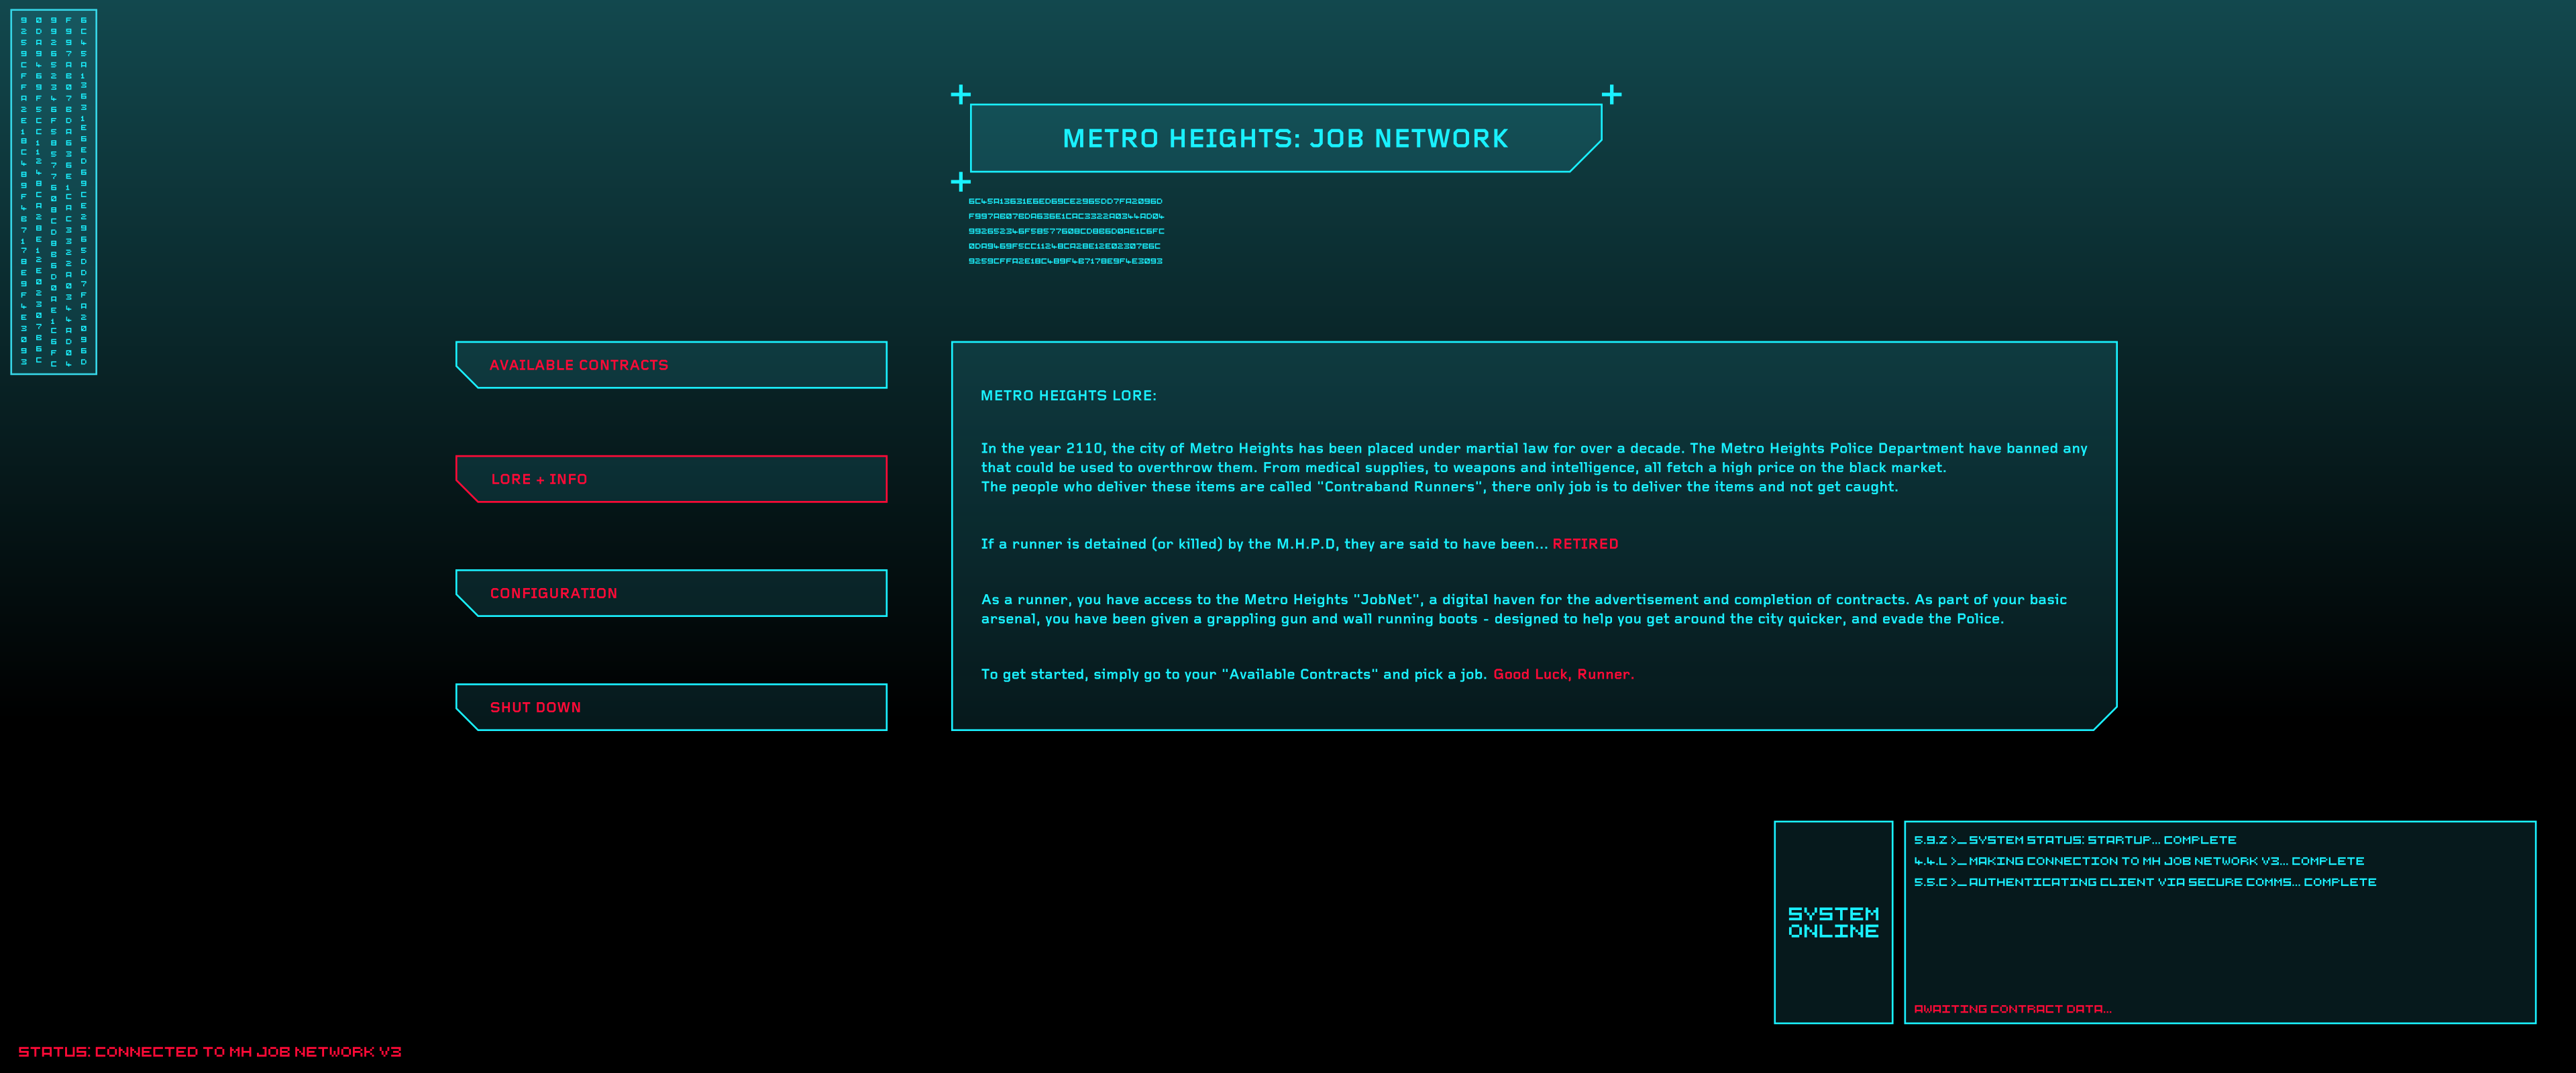 9259CFFA2E18C489F4B7178E9F4E3093
0DA9469F5CC11248CA28E12E02307B6C
992652346F58577608CD8B6D0AE1C6FC
F997AB07BDA636E1CAC3322A0344AD04
6C45A13631E6ED69CE2965DD7FA2096D
METRO HEIGHTS: JOB NETWORK
6C45A13631E6ED69CE2965DD7FA2096D
F997AB07BDA636E1CAC3322A0344AD04
992652346F58577608CD8B6D0AE1C6FC
0DA9469F5CC11248CA28E12E02307B6C
9259CFFA2E18C489F4B7178E9F4E3093
AVAILABLE CONTRACTS
LORE + INFO
CONFIGURATION
SHUT DOWN
METRO HEIGHTS LORE:
In the year 2110, the city of Metro Heights has been placed under martial law for over a decade. The Metro Heights Police Department have banned any
that could be used to overthrow them. From medical supplies, to weapons and intelligence, all fetch a high price on the black market.
The people who deliver these items are called "Contraband Runners", there only job is to deliver the items and not get caught.
If a runner is detained (or killed) by the M.H.P.D, they are said to have been... RETIRED
As a runner, you have access to the Metro Heights "JobNet", a digital haven for the advertisement and completion of contracts. As part of your basic
arsenal, you have been given a grappling gun and wall running boots - designed to help you get around the city quicker, and evade the Police.
To get started, simply go to your "Available Contracts" and pick a job. Good Luck, Runner.
SYSTEM
ONLINE
5.9.Z >_ SYSTEM STATUS: STARTUP... COMPLETE
4.4.L >_ MAKING CONNECTION TO MH JOB NETWORK V3... COMPLETE
5.5.C >_ AUTHENTICATING CLIENT VIA SECURE COMMS... COMPLETE
AWAITING CONTRACT DATA...
STATUS: CONNECTED TO MH JOB NETWORK V3